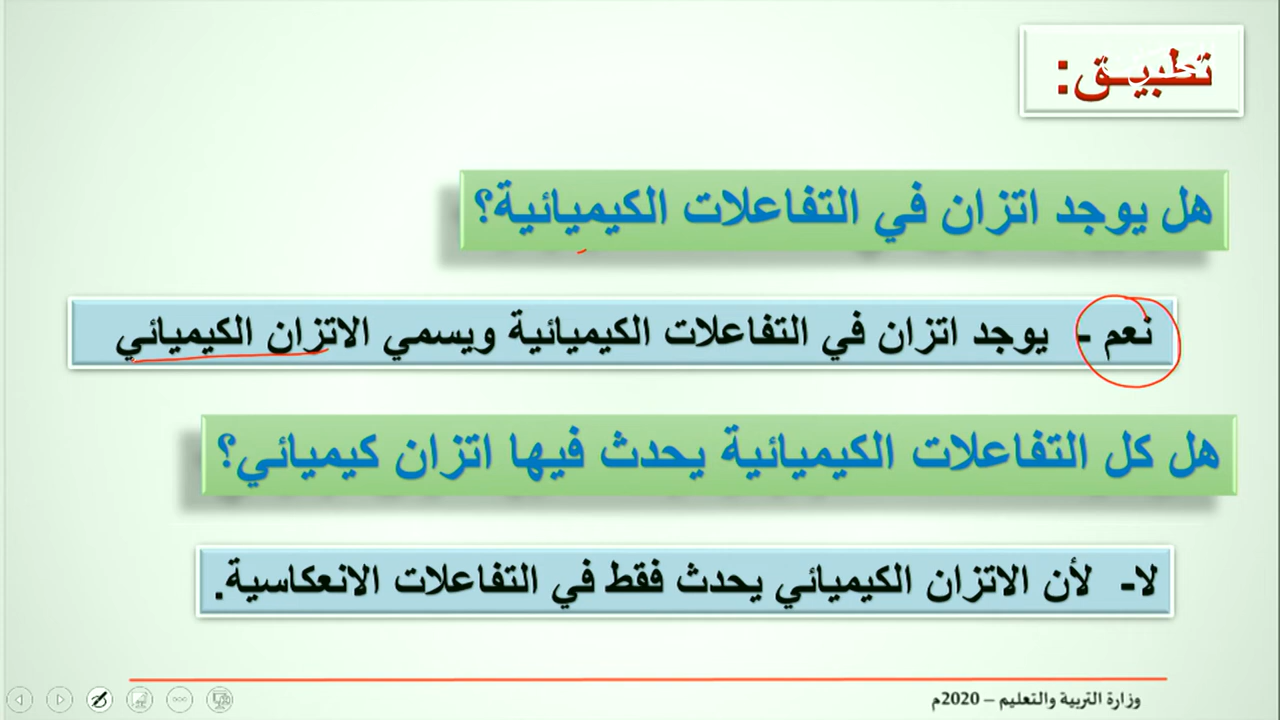 تطبيـق:
هل يوجد اتزان في التفاعلات الكيميائية؟
نعم - يوجد اتزان في التفاعلات الكيميائية ويسمي الاتزان الكيميائي
هل كل التفاعلات الكيميائية يحدث فيها اتزان كيميائي؟
لا- لأن الاتزان الكيميائي يحدث فقط في التفاعلات الانعكاسية.
وزارة التربية والتعليم – 2020م